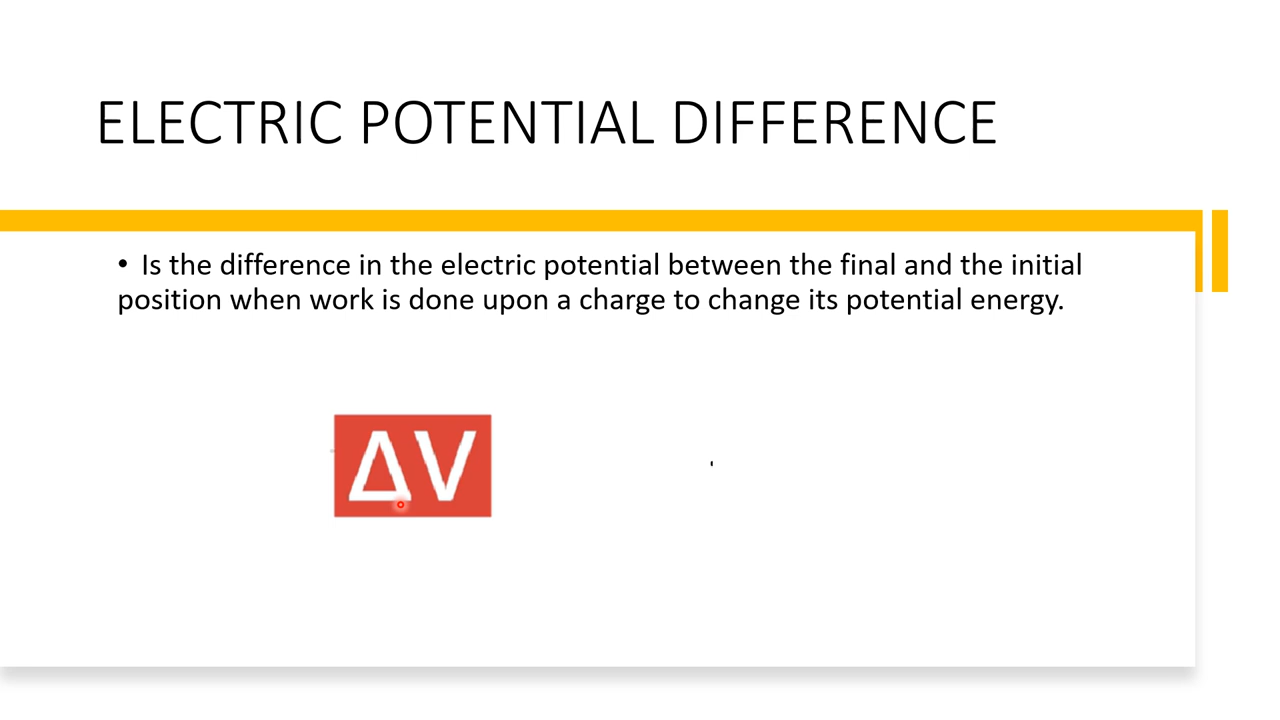 ELECTRIC POTENTIAL DIFFERENCE
• Is the difference in the electric potential between the final and the initial
position when work is done upon a charge to change its potential energy.
ΔV